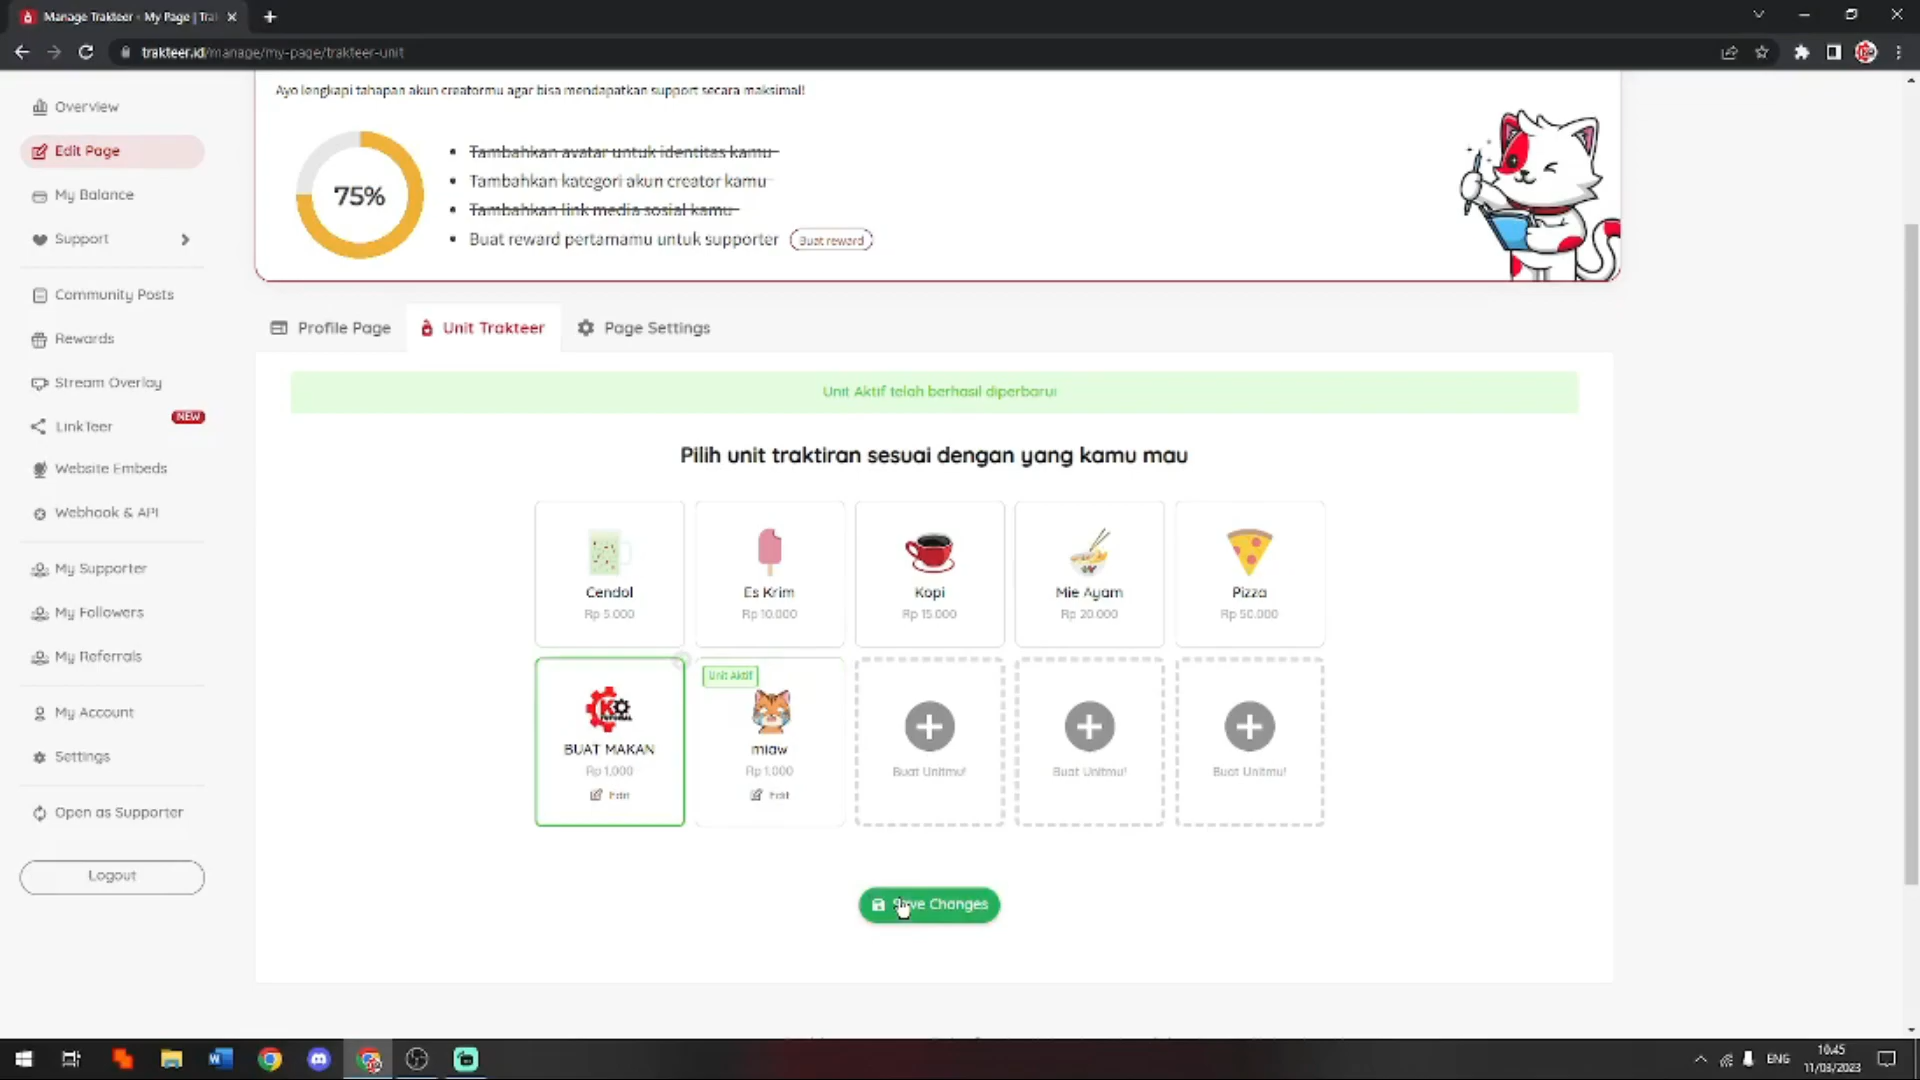 Manage Trakteer - My Page | Tra
trakteer.id/manage/my-page/trakteer-unit
Overview
Edit Page
My Balance
Support
Community Posts
Rewards
Stream Overlay
NEW
LinkTeer
Website Embeds
Webhook & API
My Supporter
My Followers
My Referrals
My Account
Settings
Open as Supporter
Logout
Ayo lengkapi tahapan akun creatormu agar bisa mendapatkan support secara maksimal!
75%
Tambahkan avatar untuk identitas kamu
Tambahkan kategori akun creator kamu
Tambahkan link media sosial kamu
Buat reward pertamamu untuk supporter Buat reward
Profile Page Unit Trakteer Page Settings
Unit Aktif telah berhasil diperbarui
Pilih unit traktiran sesuai dengan yang kamu mau
Cendol
Rp 5.000
Es Krim
Rp 10.000
Kopi
Rp 15.000
Mie Ayam
Rp 20.000
Pizza
Rp 50.000
BUAT MAKAN
Rp 1.000
Edit
Unit Aktif
miaw
Rp 1.000
Edit
Buat Unitmu!
Buat Unitmu!
Buat Unitmu!
Save Changes
ENG
10.45
11/03/2023